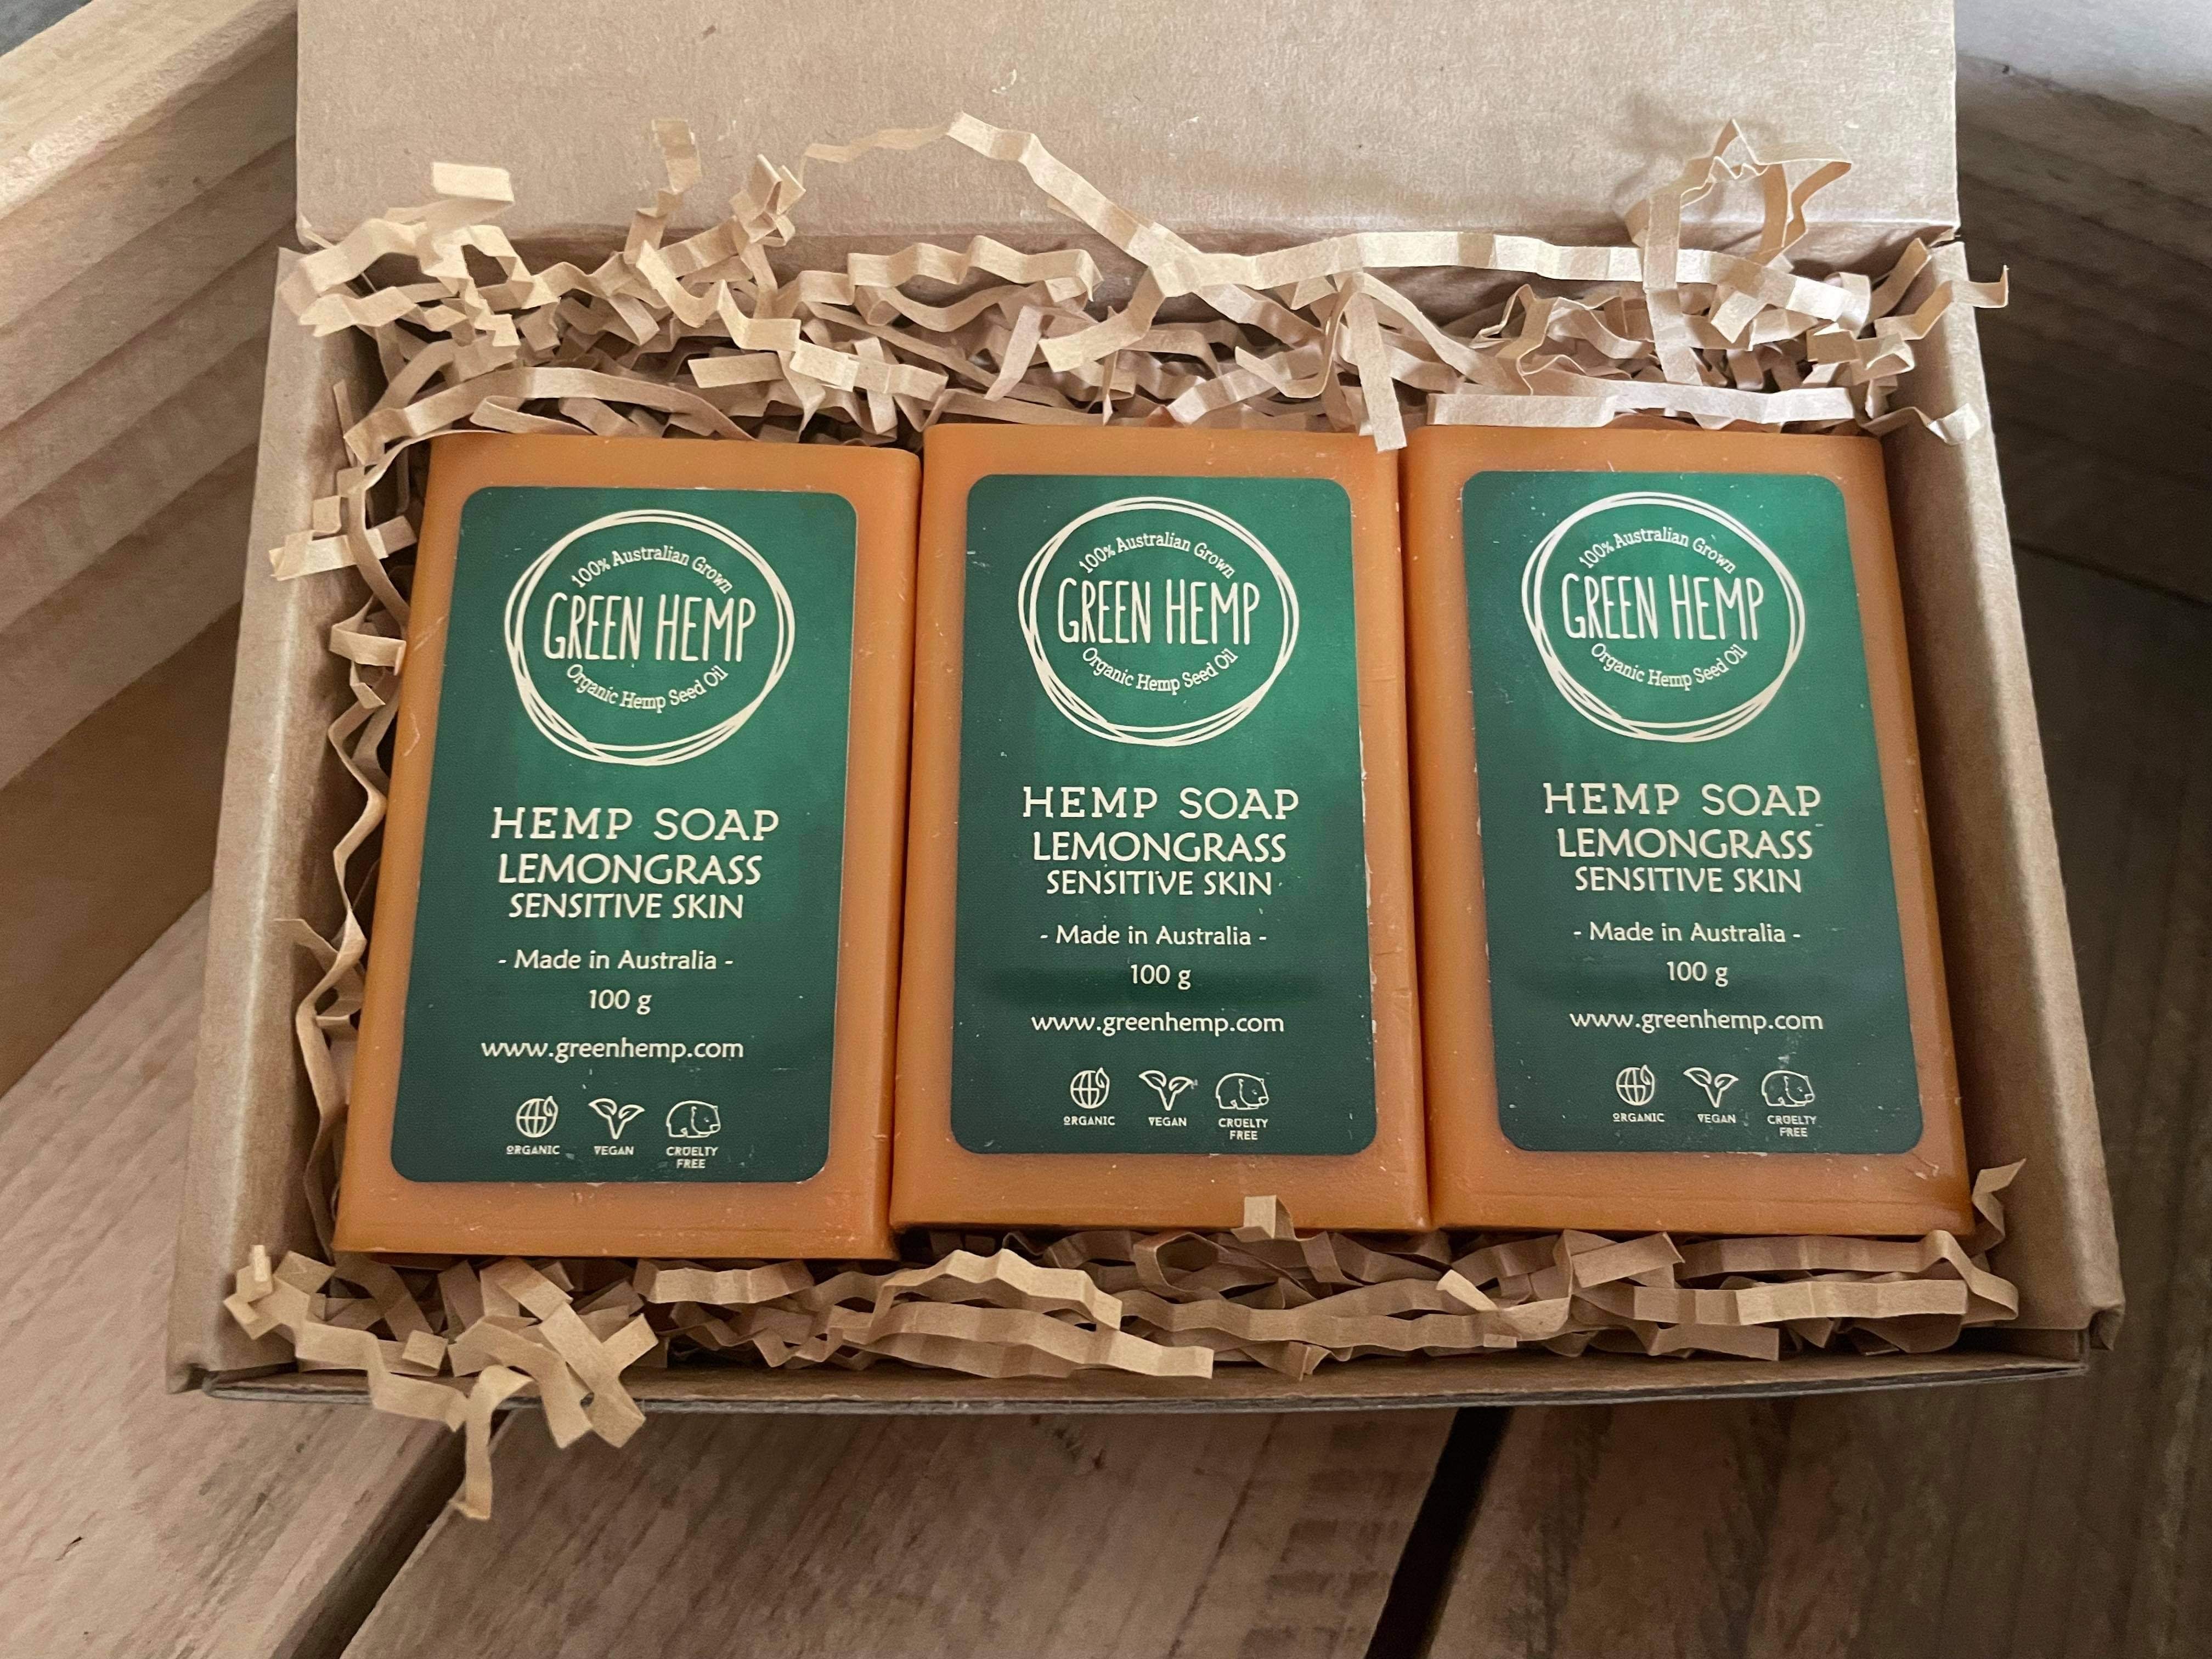 100% Australian Grown
GREEN HEMP
Organic Hemp Seed Oil
HEMP SOAP
LEMONGRASS
SENSITIVE SKIN
- Made in Australia -
100 g
www.greenhemp.com
ORGANIC
VEGAN
CRUELTY
FREE
100% Australian Grown
GREEN HEMP
Organic Hemp Seed Oil
HEMP SOAP
LEMONGRASS
SENSITIVE SKIN
- Made in Australia -
100 g
www.greenhemp.com
ORGANIC
VEGAN
CRUELTY
FREE
100% Australian Grown
GREEN HEMP
Organic Hemp Seed Oil
HEMP SOAP
LEMONGRASS
SENSITIVE SKIN
- Made in Australia -
100 g
www.greenhemp.com
ORGANIC
VEGAN
CRUELTY
FREE